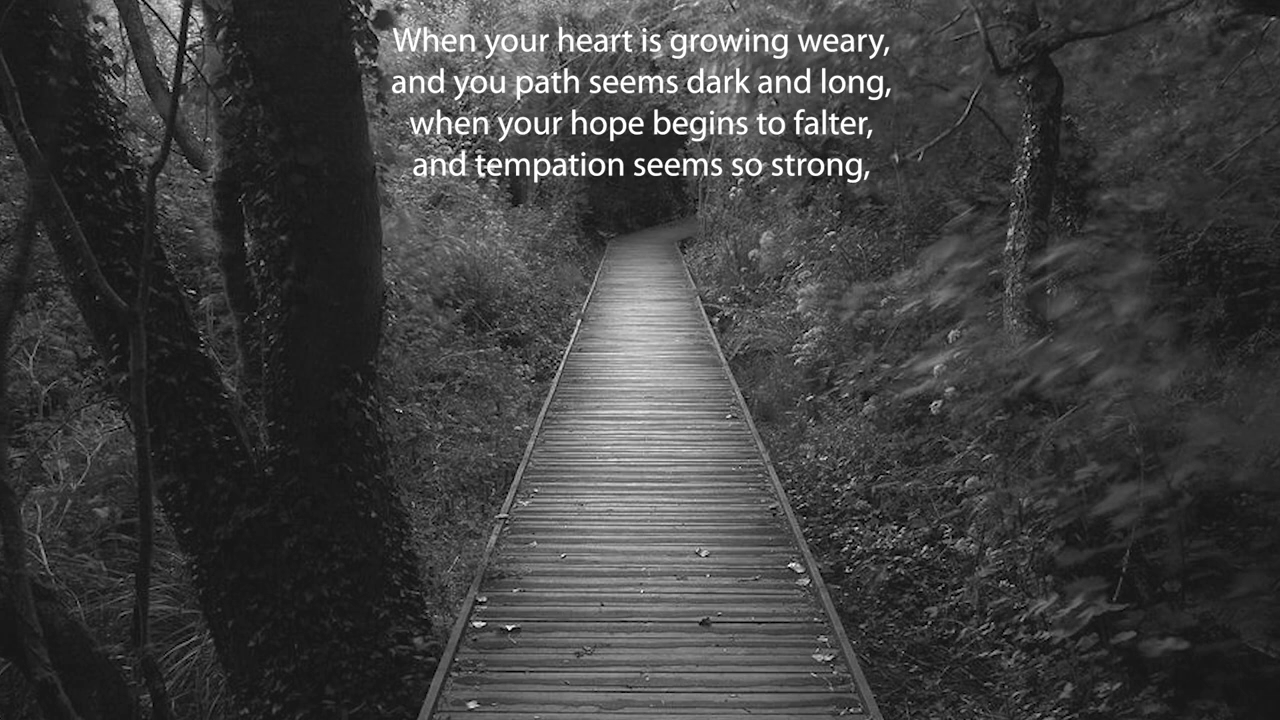 When your heart is growing weary,
and you path seems dark and long,
when your hope begins to falter,
and tempation seems so strong,